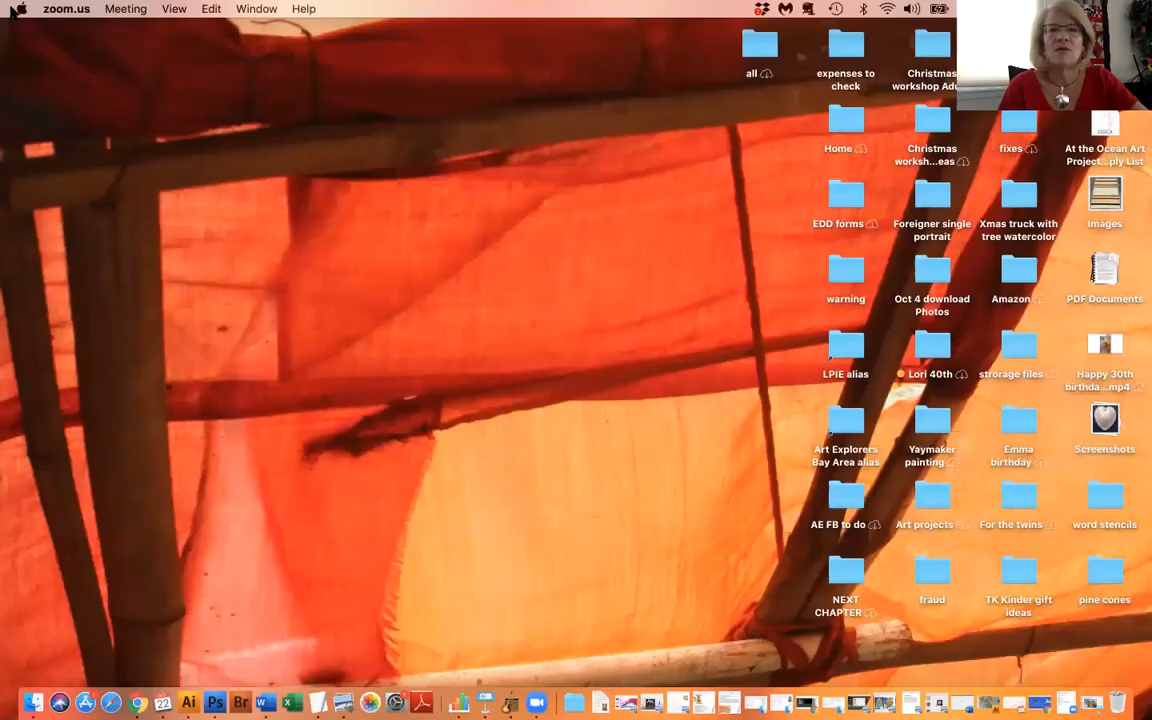 zoom.us Meeting View Edit Window Help
all
expenses to
check
Christmas
workshop
Home
Christmas
worksh...eas
fixes
At the Ocean Art
Project...ply List
EDD forms
Foreigner single
portrait
Xmas truck with
tree watercolor
Images
warning
Oct 4 download
Photos
Amazon
PDF Documents
LPIE alias
Lori 40th
strorage files
Happy 30th
birthda...mp4
Art Explorers
Bay Area alias
Yaymaker
painting
Emma
birthday
Screenshots
AE FB to do
Art projects
For the twins
word stencils
NEXT
CHAPTER
fraud
TK Kinder gift
ideas
pine cones
22 Ai Ps Br W X